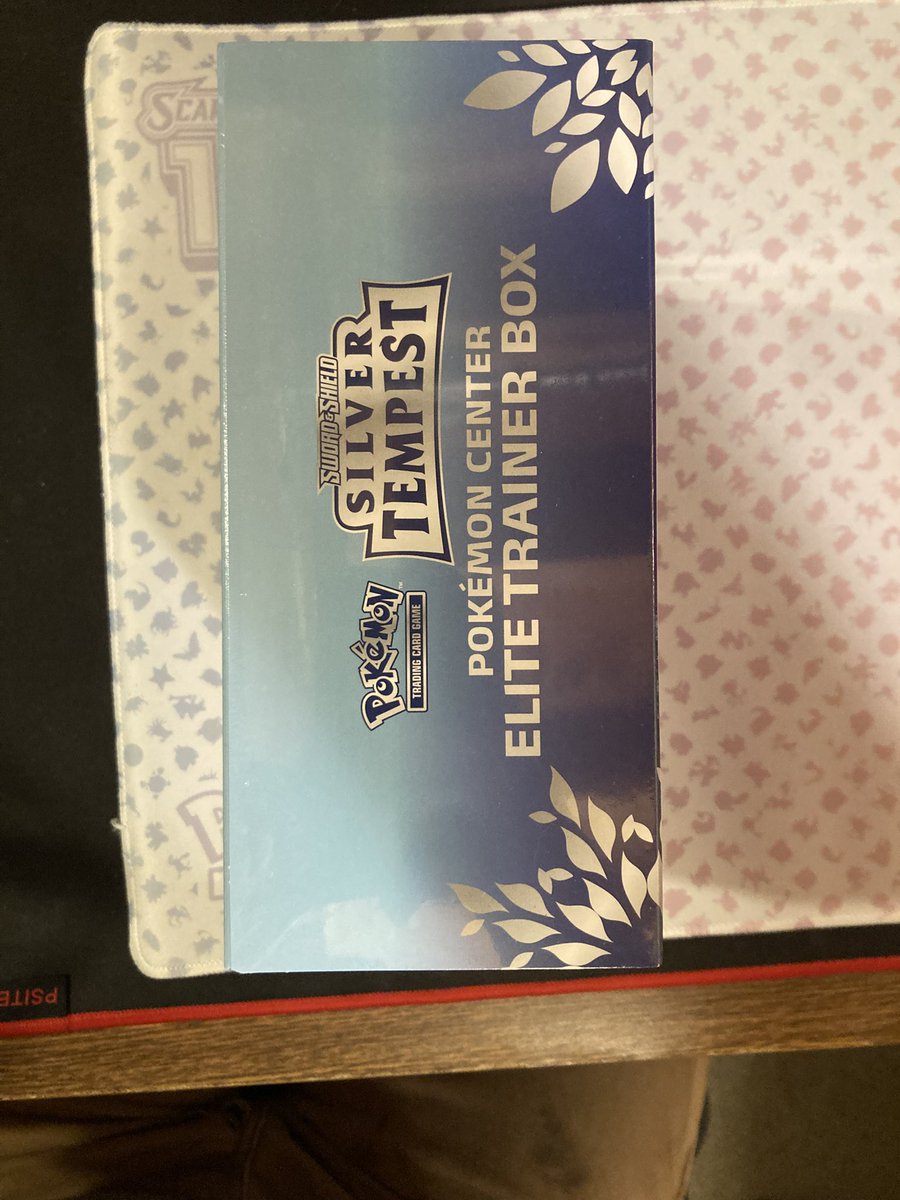 SWORD & SHIELD
SILVER
TEMPEST
POKÉMON
TRADING CARD GAME
POKÉMON CENTER
ELITE TRAINER BOX